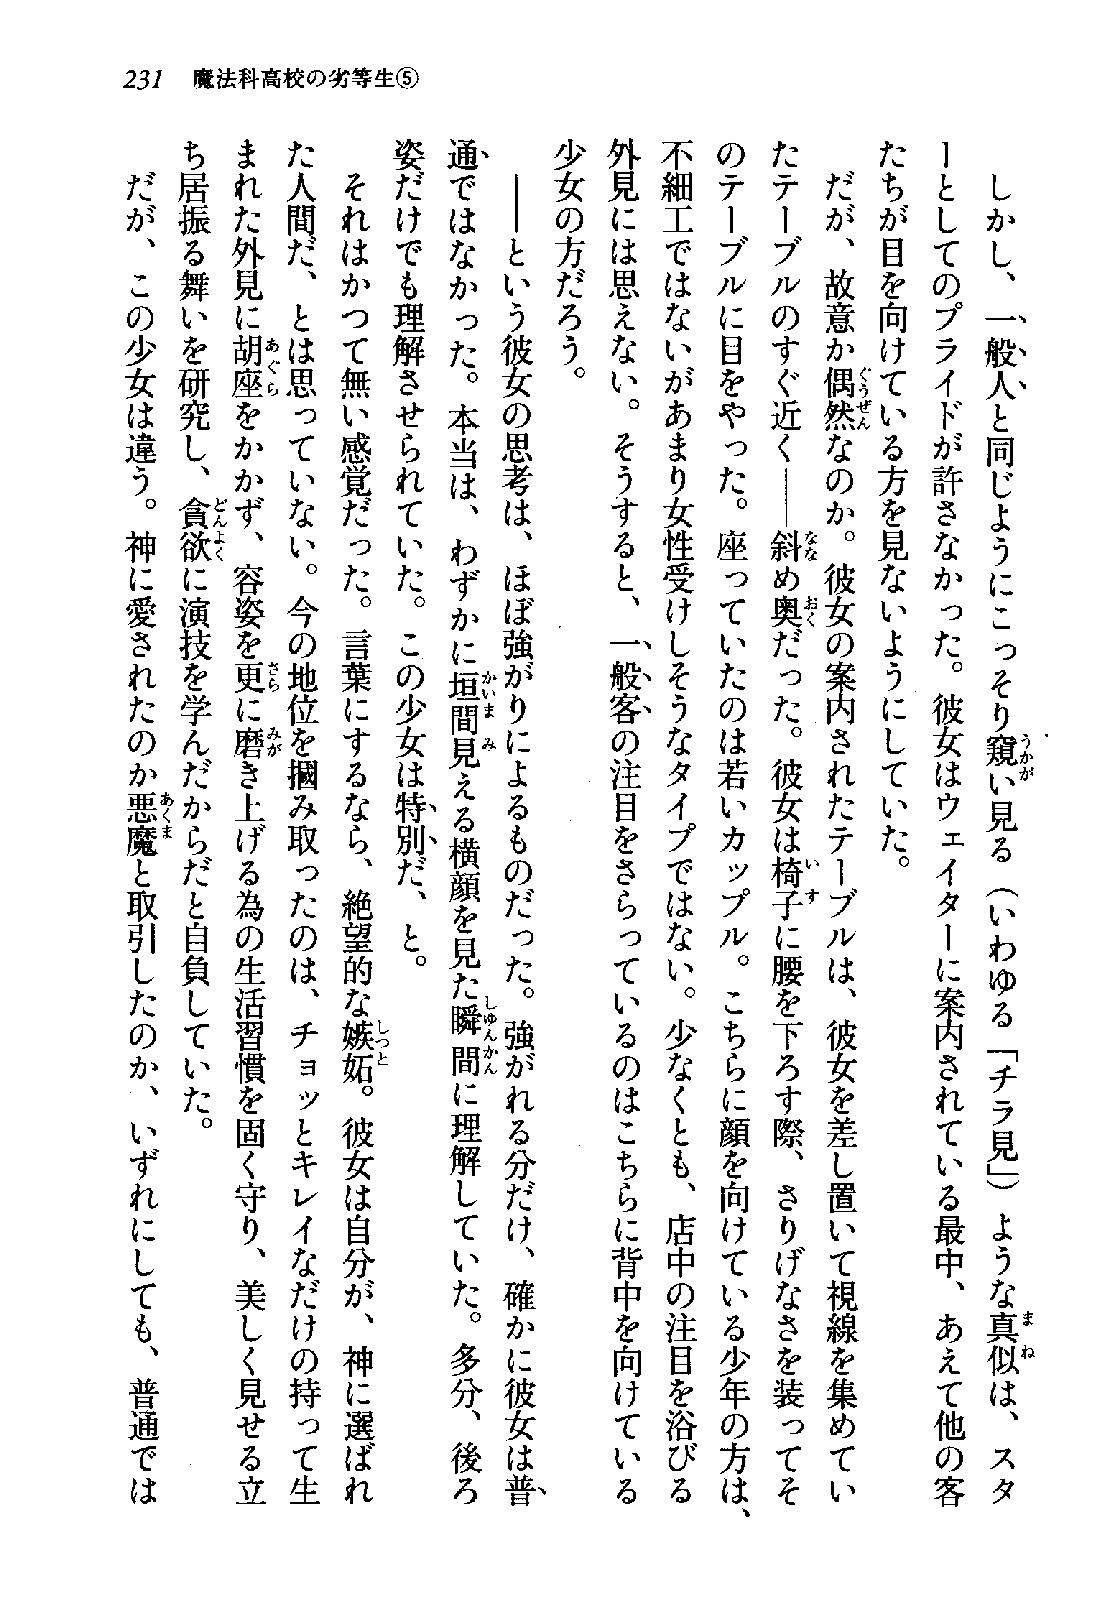 231 魔法科高校の劣等生⑤
しかし、一般人と同じようにこっそり窺い見る（いわゆる「チラ見」）ような真似は、スタ
ーとしてのプライドが許さなかった。彼女はウェイターに案内されている最中、あえて他の客
たちが目を向けている方を見ないようにしていた。
だが、故意か偶然なのか。彼女の案内されたテーブルは、彼女を差し置いて視線を集めてい
たテーブルのすぐ近く――斜め奥だった。彼女は椅子に腰を下ろす際、さりげなさを装ってそ
のテーブルに目をやった。座っていたのは若いカップル。こちらに顔を向けている少年の方は、
不細工ではないがあまり女性受けしそうなタイプではない。少なくとも、店中の注目を浴びる
外見には思えない。そうすると、一般客の注目をさらっているのはこちらに背中を向けている
少女の方だろう。
――という彼女の思考は、ほぼ強がりによるものだった。強がれる分だけ、確かに彼女は普
通ではなかった。本当は、わずかに垣間見える横顔を見た瞬間に理解していた。多分、後ろ
姿だけでも理解させられていた。この少女は特別だ、と。
それはかつて無い感覚だった。言葉にするなら、絶望的な嫉妬。彼女は自分が、神に選ばれ
た人間だ、とは思っていない。今の地位を摑み取ったのは、チョッとキレイなだけの持って生
まれた外見に胡座をかかず、容姿を更に磨き上げる為の生活習慣を固く守り、美しく見せる立
ち居振る舞いを研究し、貪欲に演技を学んだからだと自負していた。
だが、この少女は違う。神に愛されたのか悪魔と取引したのか、いずれにしても、普通では